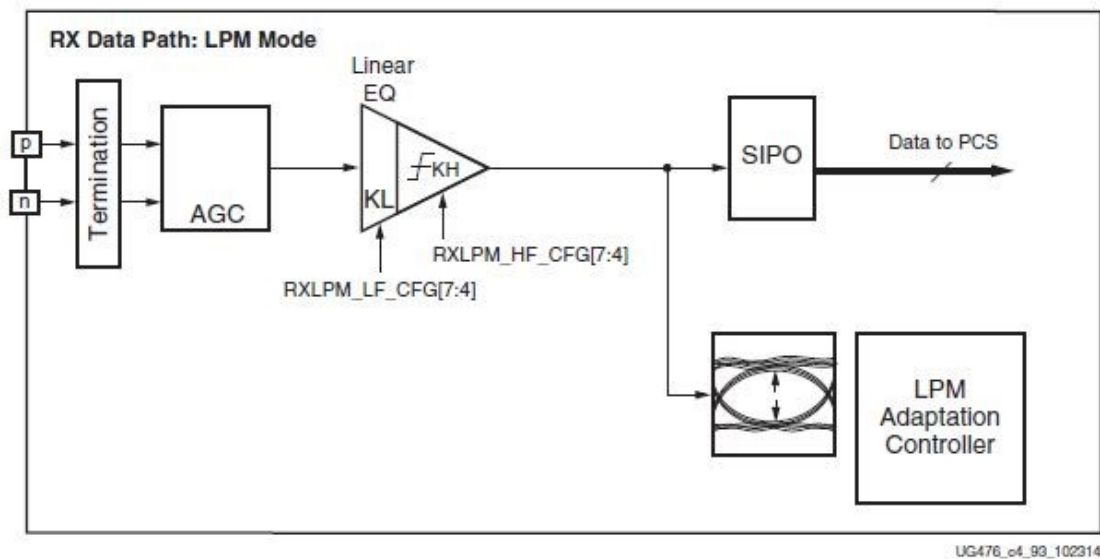 RX Data Path: LPM Mode
Linear
EQ
p
n
Termination
AGC
KL
KH
SIPO
Data to PCS
RXLPM_HF_CFG[7:4]
RXLPM_LF_CFG[7:4]
LPM
Adaptation
Controller
UG476_c4_93_102314